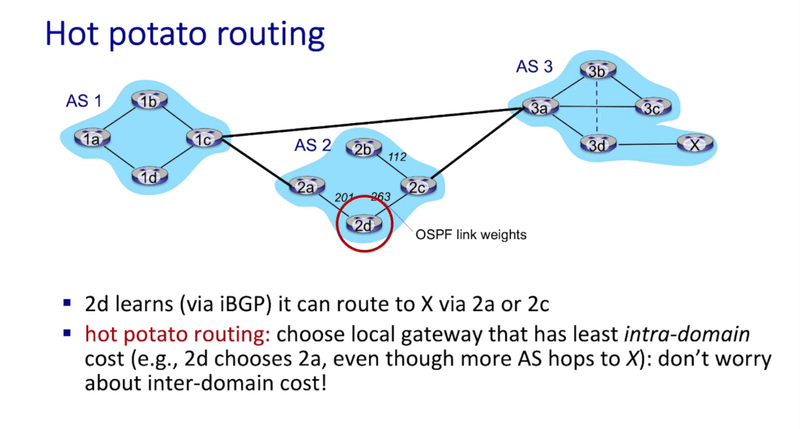 Hot potato routing
AS 3
3b
AS 1
1b
3a
3c
1a
1c
AS 2
2b
3d
X
112
1d
2a
2c
201
263
2d
OSPF link weights
▪ 2d learns (via iBGP) it can route to X via 2a or 2c
▪ hot potato routing: choose local gateway that has least intra-domain
cost (e.g., 2d chooses 2a, even though more AS hops to X): don’t worry
about inter-domain cost!